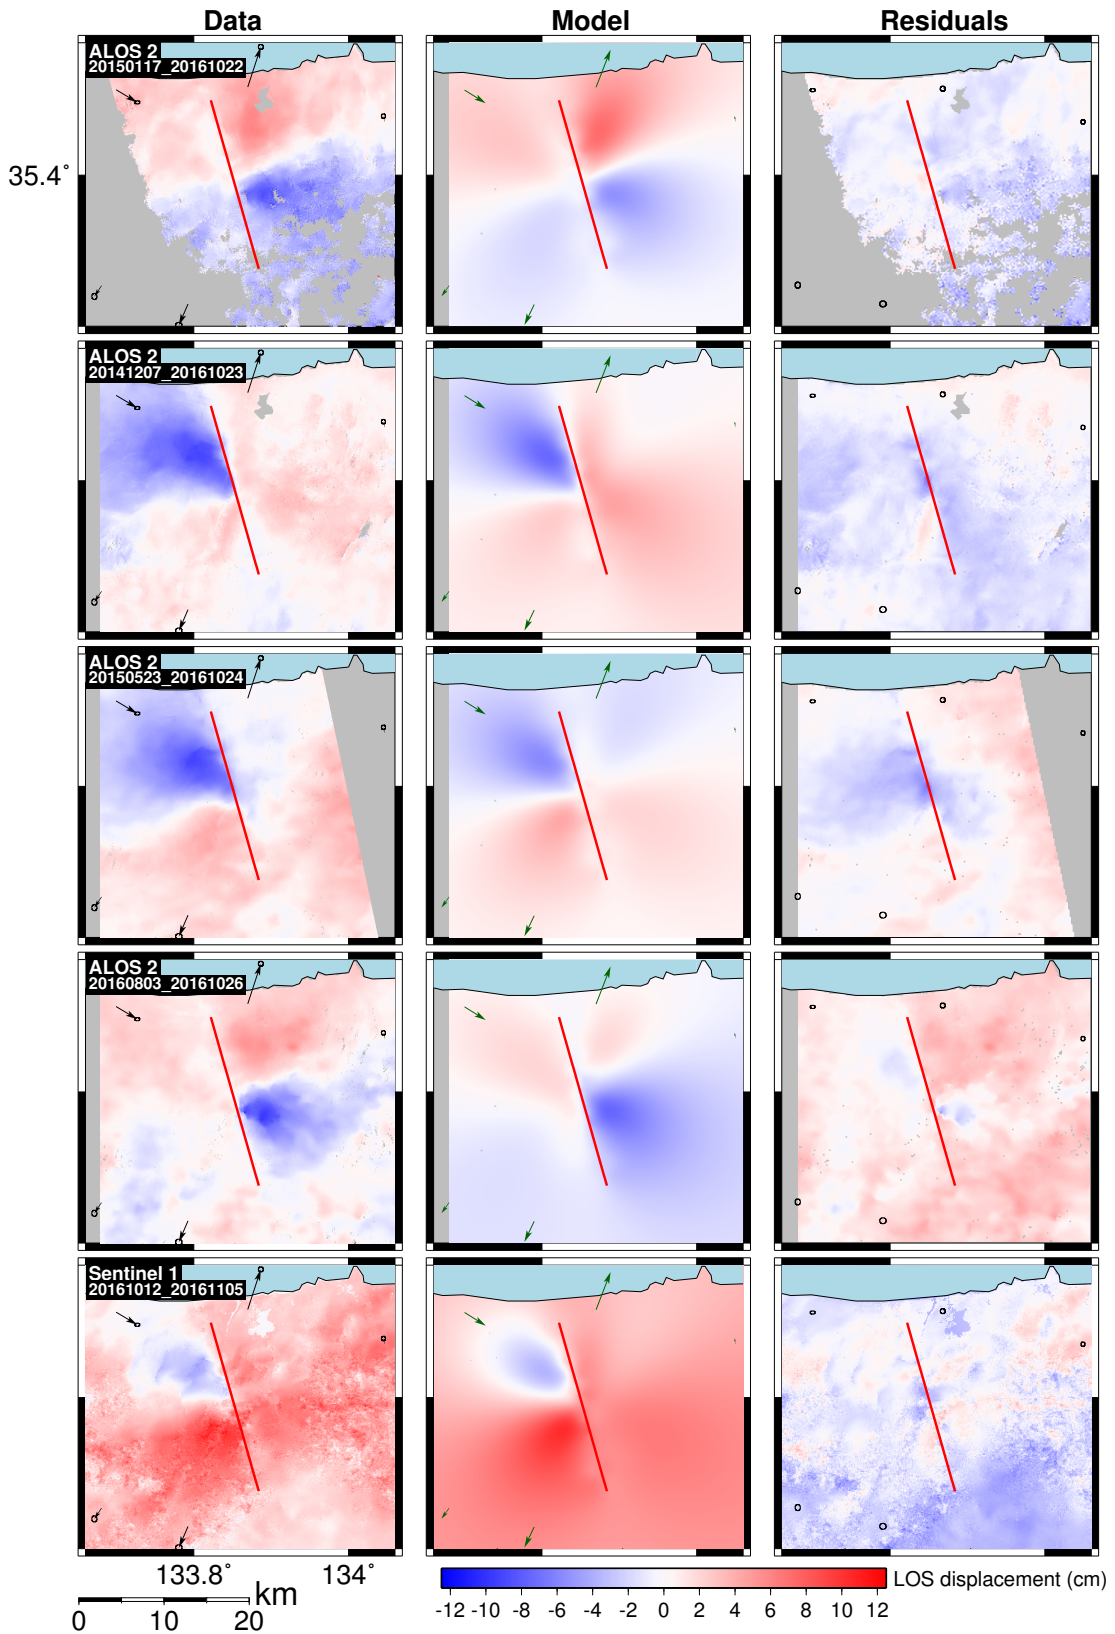 Data Model Residuals
ALOS 2
20150117_20161022
35.4°
ALOS 2
20141207_20161023
ALOS 2
20150523_20161024
ALOS 2
20160803_20161026
Sentinel 1
20161012_20161105
133.8° 134°
km
0 10 20
LOS displacement (cm)
-12 -10 -8 -6 -4 -2 0 2 4 6 8 10 12